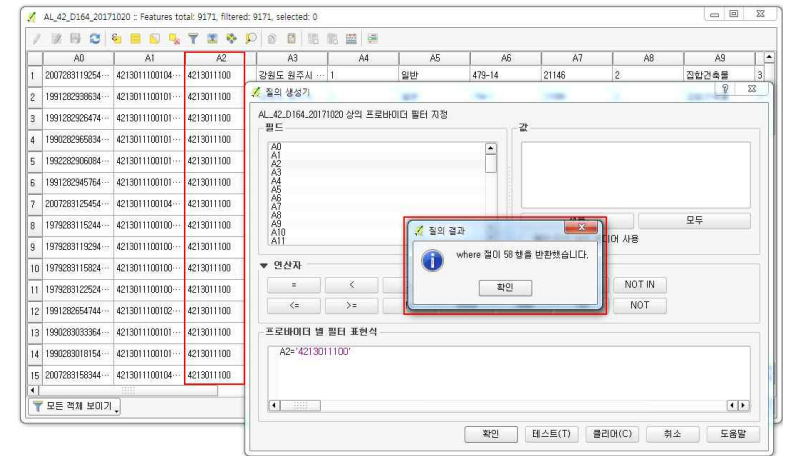 AL_42_D164_20171020 :: Features total: 9171, filtered: 9171, selected: 0
A0 A1 A2 A3 A4 A5 A6 A7 A8 A9
1 2007283119254··· 4213011100104··· 4213011100 강원도 원주시 ··· 1 일반 479-14 21146 2 집합건축물 3
2 1991282938634··· 4213011100101··· 4213011100
3 1991282926474··· 4213011100101··· 4213011100
4 1990282965834··· 4213011100101··· 4213011100
5 1992282906084··· 4213011100101··· 4213011100
6 1991282945764··· 4213011100101··· 4213011100
7 2007283125454··· 4213011100104··· 4213011100
8 1979283115244··· 4213011100100··· 4213011100
9 1979283119294··· 4213011100100··· 4213011100
10 1979283115824··· 4213011100100··· 4213011100
11 1979283122524··· 4213011100100··· 4213011100
12 1991282654744··· 4213011100102··· 4213011100
13 1990283033364··· 4213011100101··· 4213011100
14 1990283018154··· 4213011100101··· 4213011100
15 2007283158344··· 4213011100104··· 4213011100
모든 객체 보이기
질의 생성기
AL_42_D164_20171020 상의 프로바이더 필터 지정
필드
값
A0
A1
A2
A3
A4
A5
A6
A7
A8
A9
A10
A11
모두
디어 사용
질의 결과
where 절이 58 행을 반환했습니다.
확인
연산자
= < NOT IN
<= >= NOT
프로바이더 별 필터 표현식
A2='4213011100'
확인 테스트(T) 클리어(C) 취소 도움말